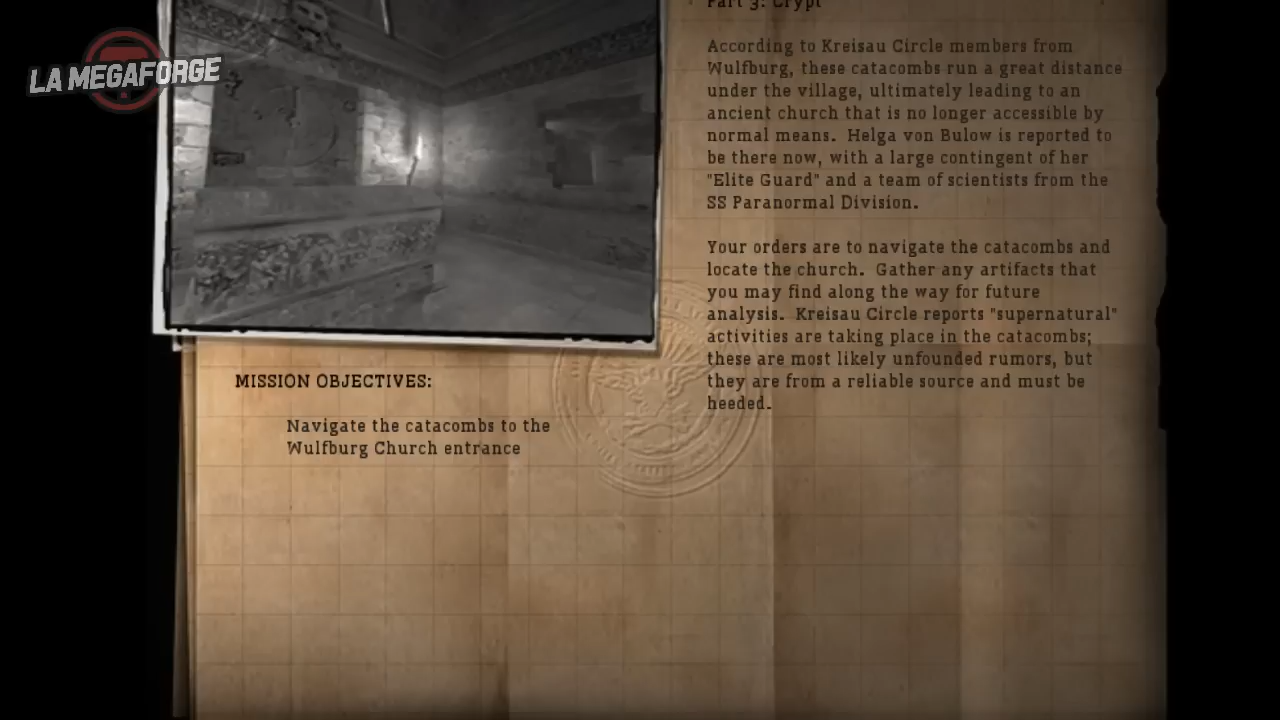 LA MEGAFORGE
Part 3: Crypt
According to Kreisau Circle members from
Wulfburg, these catacombs run a great distance
under the village, ultimately leading to an
ancient church that is no longer accessible by
normal means.  Helga von Bulow is reported to
be there now, with a large contingent of her
"Elite Guard" and a team of scientists from the
SS Paranormal Division.
Your orders are to navigate the catacombs and
locate the church.  Gather any artifacts that
you may find along the way for future
analysis.  Kreisau Circle reports "supernatural"
activities are taking place in the catacombs;
these are most likely unfounded rumors, but
they are from a reliable source and must be
heeded.
MISSION OBJECTIVES:
Navigate the catacombs to the
Wulfburg Church entrance